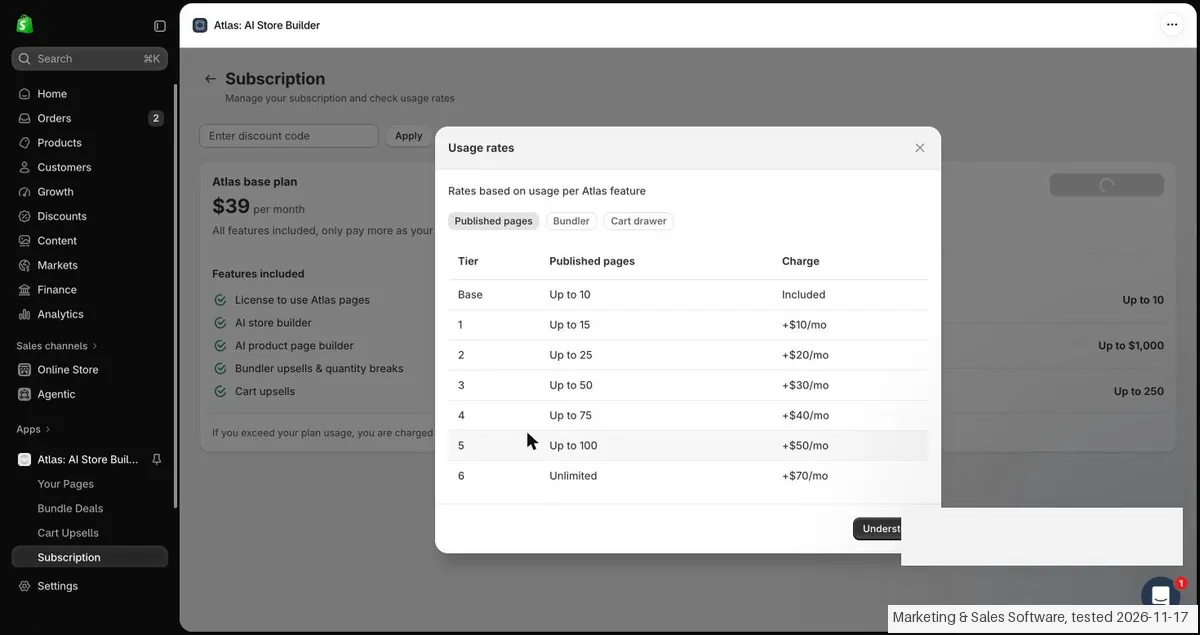 Atlas: AI Store Builder
Search ⌘K
Home
Orders 2
Products
Customers
Growth
Discounts
Content
Markets
Finance
Analytics
Sales channels
Online Store
Agentic
Apps
Atlas: AI Store Buil...
Your Pages
Bundle Deals
Cart Upsells
Subscription
Settings
Subscription
Manage your subscription and check usage rates
Enter discount code Apply
Atlas base plan
$39 per month
All features included, only pay more as your
Features included
License to use Atlas pages
AI store builder
AI product page builder
Bundler upsells & quantity breaks
Cart upsells
If you exceed your plan usage, you are charged
Up to 10
Up to $1,000
Up to 250
Usage rates
Rates based on usage per Atlas feature
Published pages Bundler Cart drawer
Tier Published pages Charge
Base Up to 10 Included
1 Up to 15 +$10/mo
2 Up to 25 +$20/mo
3 Up to 50 +$30/mo
4 Up to 75 +$40/mo
5 Up to 100 +$50/mo
6 Unlimited +$70/mo
1
Marketing & Sales Software, tested 2026-11-17